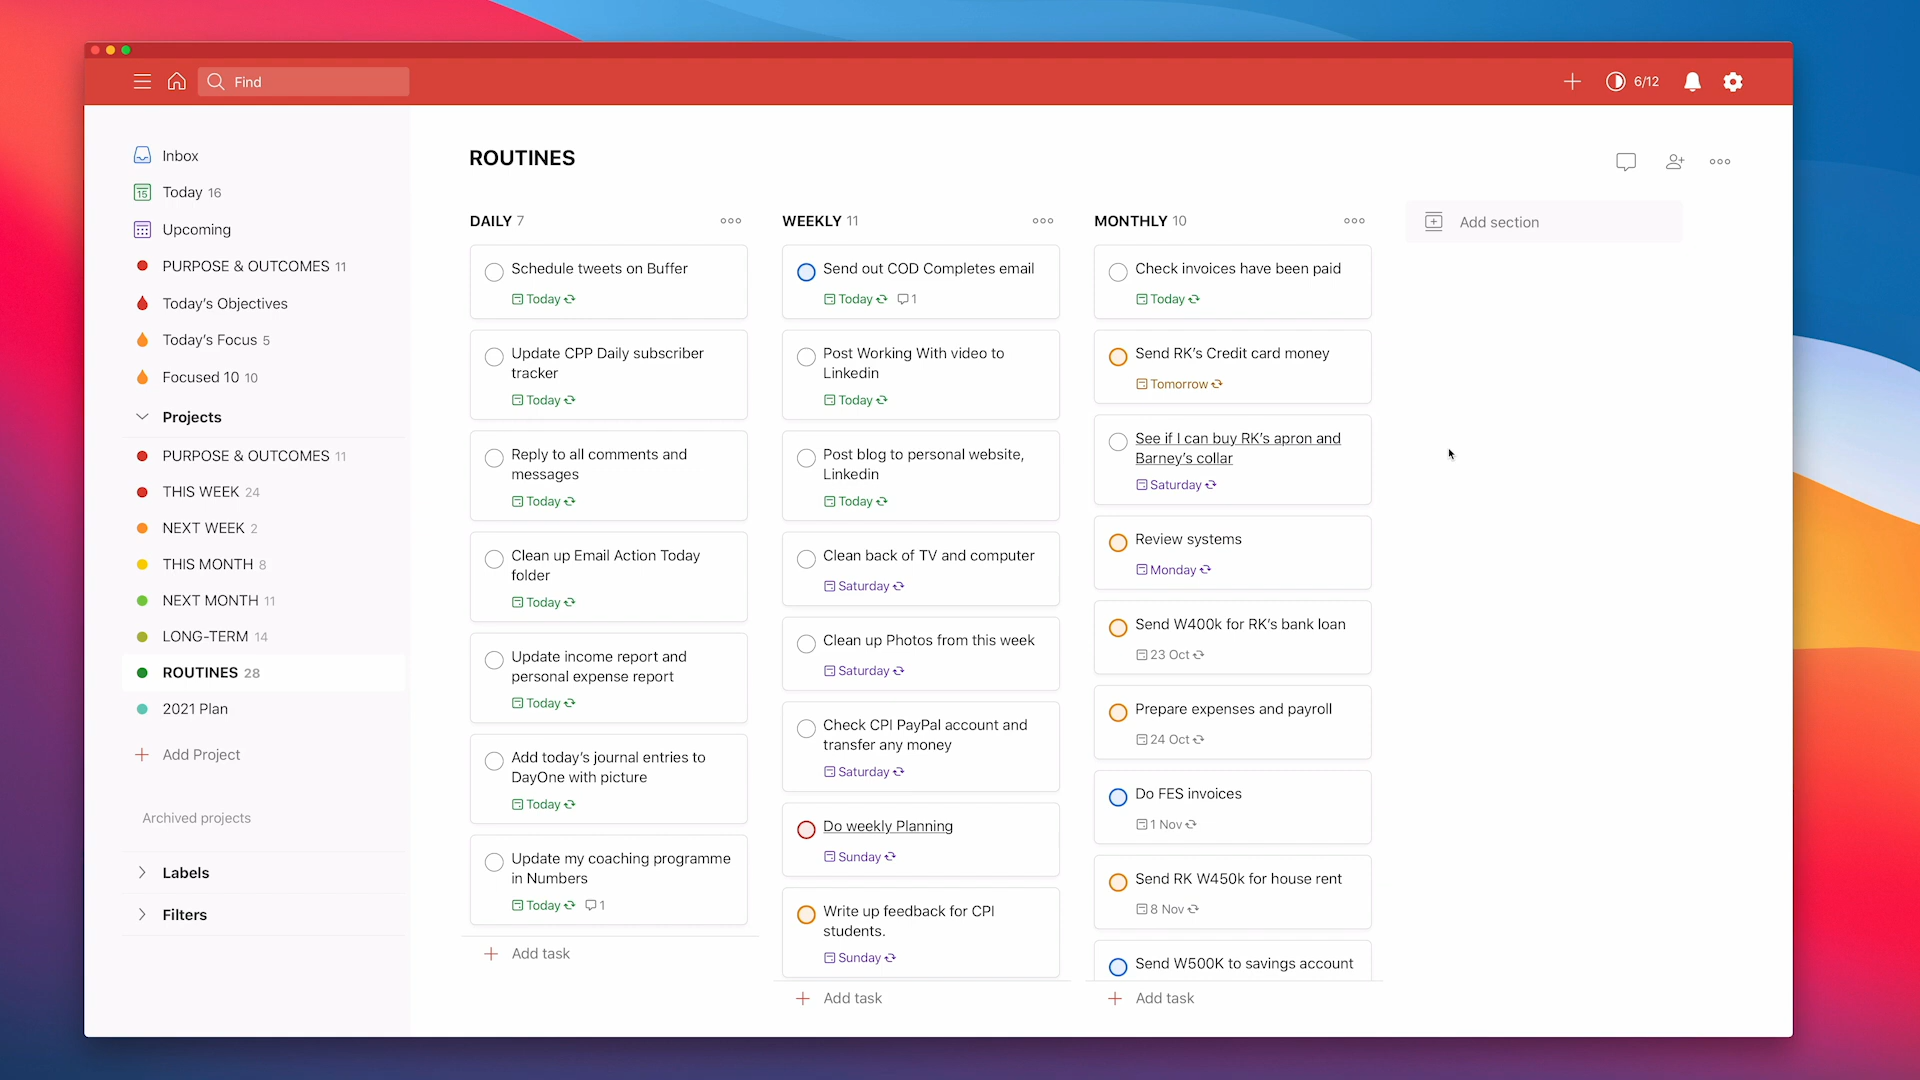 Find
6/12
Inbox
15
Today 16
Upcoming
PURPOSE & OUTCOMES 11
Today's Objectives
Today's Focus 5
Focused 10 10
Projects
PURPOSE & OUTCOMES 11
THIS WEEK 24
NEXT WEEK 2
THIS MONTH 8
NEXT MONTH 11
LONG-TERM 14
ROUTINES 28
2021 Plan
Add Project
Archived projects
Labels
Filters
ROUTINES
DAILY 7
Schedule tweets on Buffer
Today
Update CPP Daily subscriber
tracker
Today
Reply to all comments and
messages
Today
Clean up Email Action Today
folder
Today
Update income report and
personal expense report
Today
Add today's journal entries to
DayOne with picture
Today
Update my coaching programme
in Numbers
Today 1
Add task
WEEKLY 11
Send out COD Completes email
Today 1
Post Working With video to
Linkedin
Today
Post blog to personal website,
Linkedin
Today
Clean back of TV and computer
Saturday
Clean up Photos from this week
Saturday
Check CPI PayPal account and
transfer any money
Saturday
Do weekly Planning
Sunday
Write up feedback for CPI
students.
Sunday
Add task
MONTHLY 10
Check invoices have been paid
Today
Send RK's Credit card money
Tomorrow
See if I can buy RK's apron and
Barney's collar
Saturday
Review systems
Monday
Send W400k for RK's bank loan
23 Oct
Prepare expenses and payroll
24 Oct
Do FES invoices
1 Nov
Send RK W450k for house rent
8 Nov
Send W500K to savings account
Add task
Add section